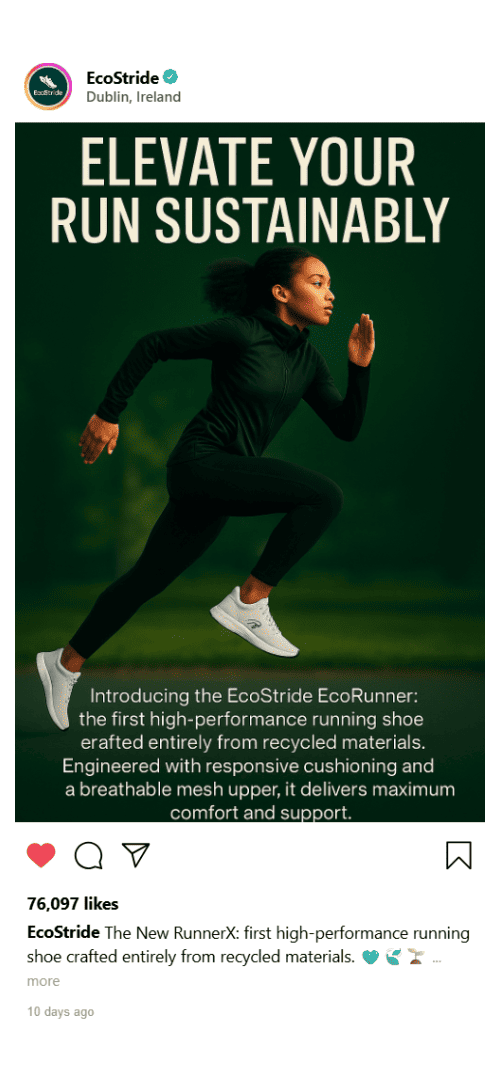 EcoStride
Dublin, Ireland
EcoStride
ELEVATE YOUR
RUN SUSTAINABLY
Introducing the EcoStride EcoRunner:
the first high-performance running shoe
erafted entirely from recycled materials.
Engineered with responsive cushioning and
a breathable mesh upper, it delivers maximum
comfort and support.
76,097 likes
EcoStride The New RunnerX: first high-performance running
shoe crafted entirely from recycled materials. 🩵 🍃 🌱 ...
more
10 days ago